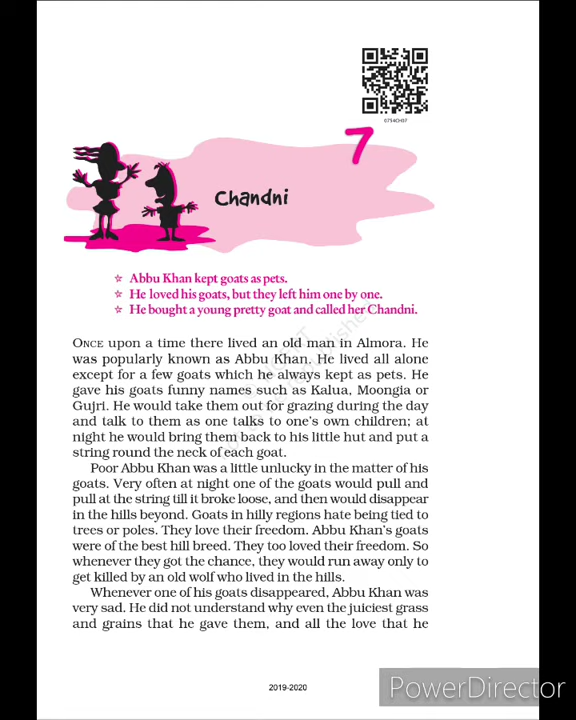 0754CH07
7
Chandni
☆ Abbu Khan kept goats as pets.
☆ He loved his goats, but they left him one by one.
☆ He bought a young pretty goat and called her Chandni.
ONCE upon a time there lived an old man in Almora. He
was popularly known as Abbu Khan. He lived all alone
except for a few goats which he always kept as pets. He
gave his goats funny names such as Kalua, Moongia or
Gujri. He would take them out for grazing during the day
and talk to them as one talks to one's own children; at
night he would bring them back to his little hut and put a
string round the neck of each goat.
Poor Abbu Khan was a little unlucky in the matter of his
goats. Very often at night one of the goats would pull and
pull at the string till it broke loose, and then would disappear
in the hills beyond. Goats in hilly regions hate being tied to
trees or poles. They love their freedom. Abbu Khan's goats
were of the best hill breed. They too loved their freedom. So
whenever they got the chance, they would run away only to
get killed by an old wolf who lived in the hills.
Whenever one of his goats disappeared, Abbu Khan was
very sad. He did not understand why even the juiciest grass
and grains that he gave them, and all the love that he
2019-2020
PowerDirector